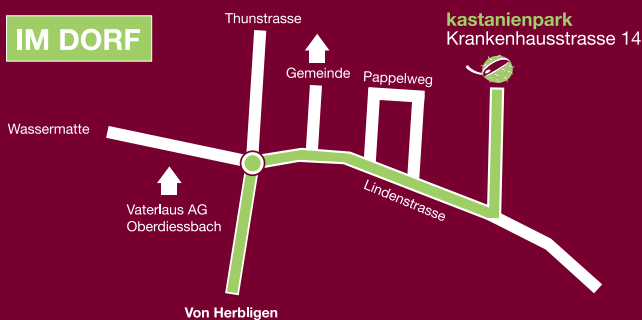 IM DORF
Thunstrasse
kastanienpark
Krankenhausstrasse 14
Gemeinde
Pappelweg
Wassermatte
Lindenstrasse
Vaterlaus AG
Oberdiessbach
Von Herbligen